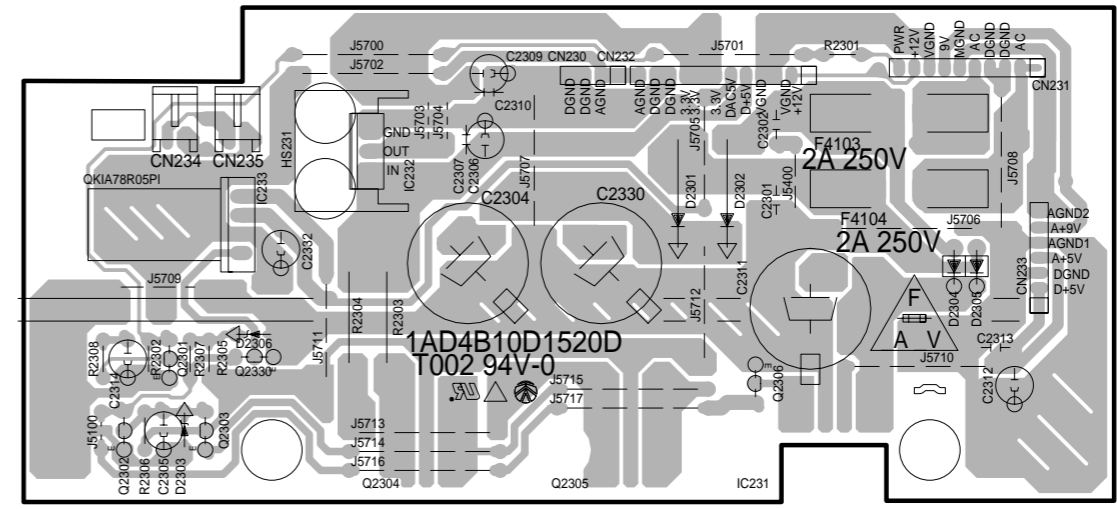 J5700
J5702
C2309
CN230
CN232
J5701
R2301
PWR
+12V
VGND
9V
MGND
AC
DGND
DGND
AC
CN231
DGND
DGND
AGND
AGND
DGND
DGND
3.3V
3.3V
3.3V
DAC5V
D+5V
VGND
VGND
+12V
C2310
J5703
J5704
J5705
C2302
CN234
CN235
HS231
GND
OUT
IN
IC232
C2307
C2306
J5707
F4103
2A 250V
J5708
QKIA78R05PI
IC233
C2304
C2330
D2301
D2302
C2301
J5400
F4104
2A 250V
J5706
AGND2
A+9V
AGND1
A+5V
DGND
D+5V
CN233
C2332
J5709
R2304
R2303
J5712
C2311
D2304
D2305
F
A V
J5711
1AD4B10D1520D
T002 94V-0
R2308
C2314
R2302
Q2301
R2307
R2305
D2306
Q2330
E
C2313
J5710
C2312
J5715
J5717
E
Q2306
J5100
E
Q2302
R2306
C2305
D2303
E
Q2303
J5713
J5714
J5716
Q2304
Q2305
IC231